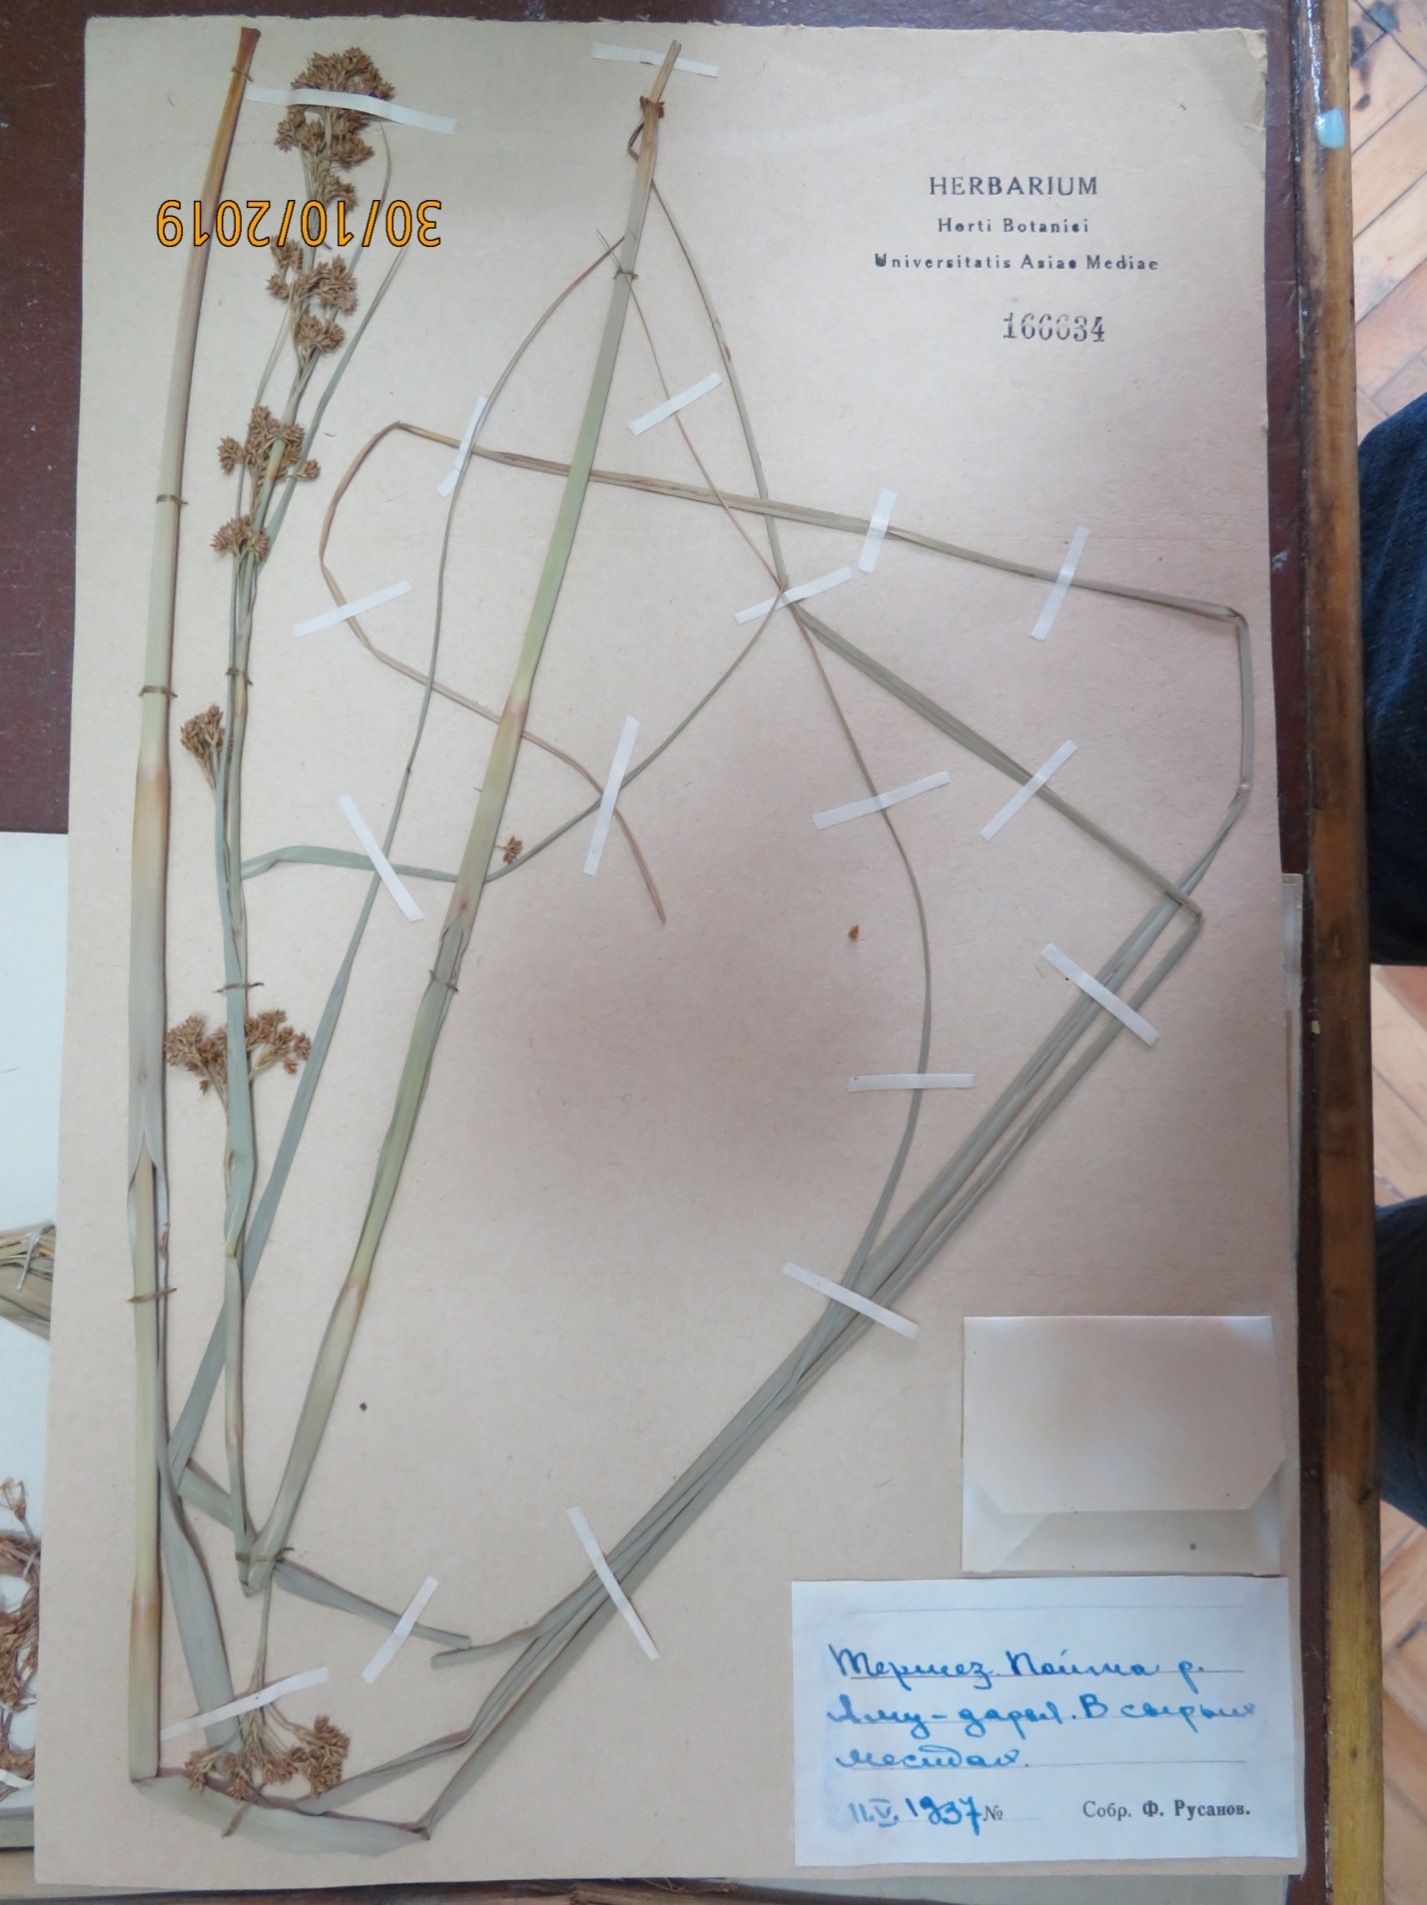 30/10/2019
HERBARIUM
Horti Botanici
Universitatis Asiae Mediae
160034
Термез. Пойма р.
Аму-дарья. В сырых
местах.
11.V.1937 №
Собр. Ф. Русанов.